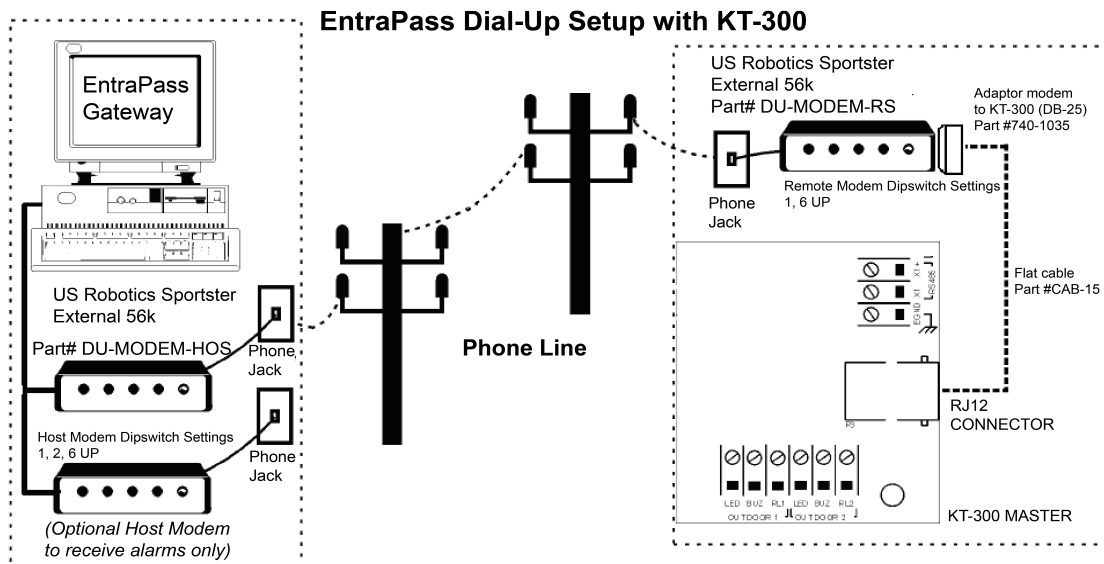 EntraPass Dial-Up Setup with KT-300
EntraPass
Gateway
US Robotics Sportster
External 56k
Part# DU-MODEM-HOS
Phone
Jack
Host Modem Dipswitch Settings
1, 2, 6 UP
Phone
Jack
(Optional Host Modem
to receive alarms only)
Phone Line
US Robotics Sportster
External 56k
Part# DU-MODEM-RS
Adaptor modem
to KT-300 (DB-25)
Part #740-1035
Phone
Jack
Remote Modem Dipswitch Settings
1, 6 UP
Flat cable
Part #CAB-15
X1+
X1
RS485
EGND
P3
RJ12
CONNECTOR
LED BUZ RL1 LED BUZ RL2
OUTDOOR 1 OUTDOOR 2
KT-300 MASTER